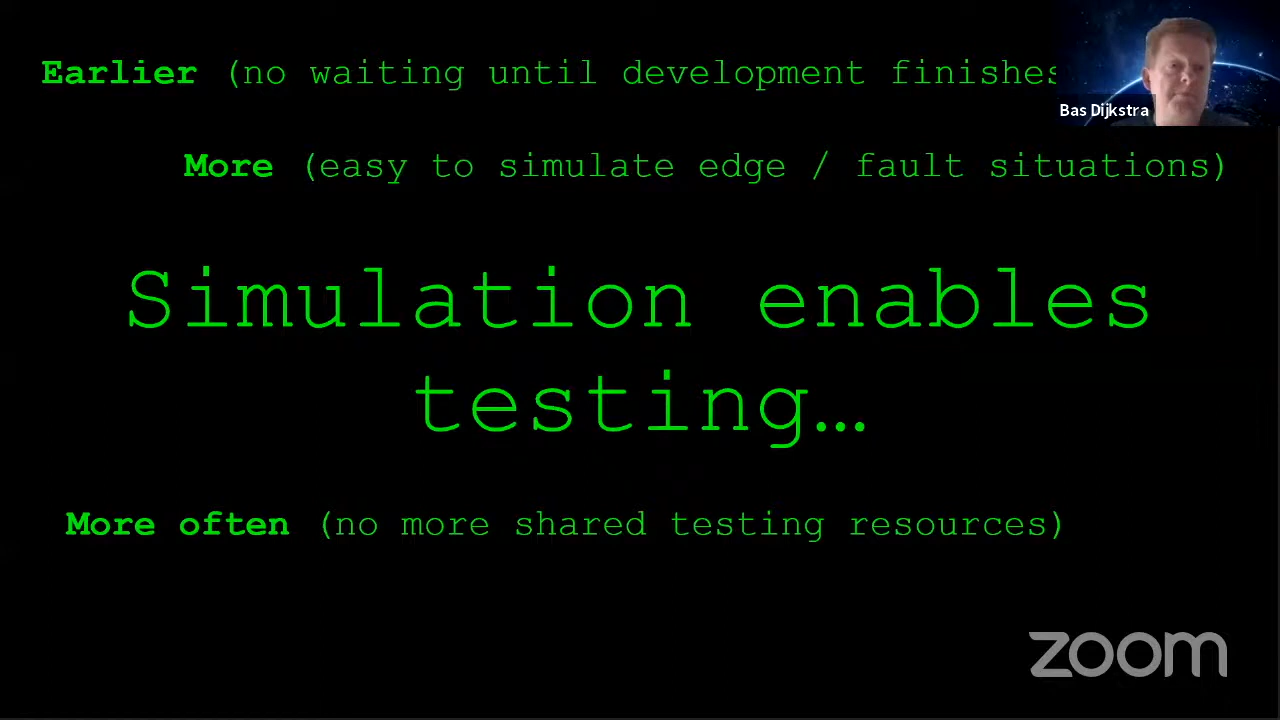 Earlier (no waiting until development finishes
Bas Dijkstra
More (easy to simulate edge / fault situations)
Simulation enables
testing…
More often (no more shared testing resources)
zoom